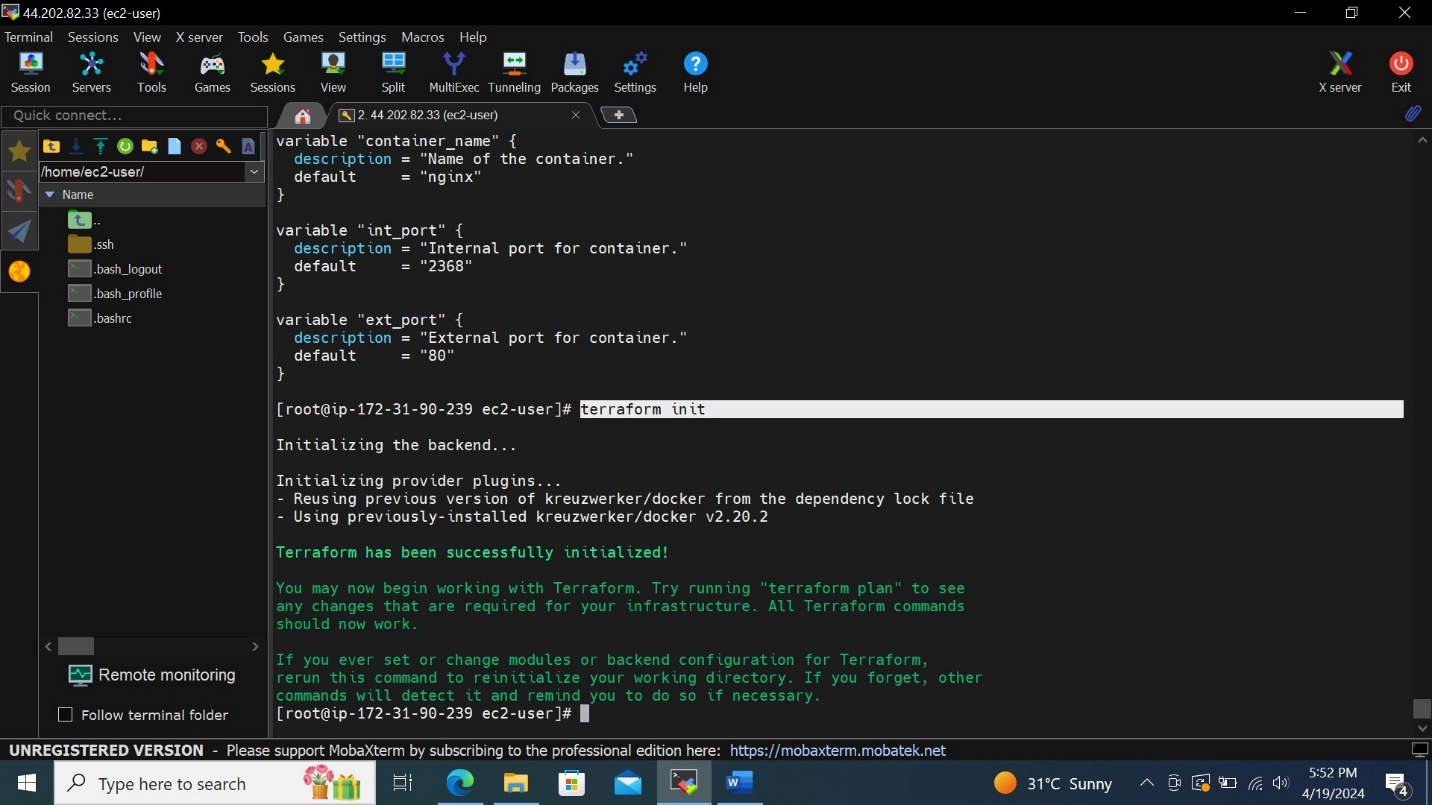 44.202.82.33 (ec2-user)
Terminal Sessions View X server Tools Games Settings Macros Help
Session Servers Tools Games Sessions View Split MultiExec Tunneling Packages Settings Help X server Exit
Quick connect...
2. 44.202.82.33 (ec2-user)
/home/ec2-user/
Name
..
.ssh
.bash_logout
.bash_profile
.bashrc
Remote monitoring
Follow terminal folder
variable "container_name" {
  description = "Name of the container."
  default     = "nginx"
}
variable "int_port" {
  description = "Internal port for container."
  default     = "2368"
}
variable "ext_port" {
  description = "External port for container."
  default     = "80"
}
[root@ip-172-31-90-239 ec2-user]# terraform init
Initializing the backend...
Initializing provider plugins...
- Reusing previous version of kreuzwerker/docker from the dependency lock file
- Using previously-installed kreuzwerker/docker v2.20.2
Terraform has been successfully initialized!
You may now begin working with Terraform. Try running "terraform plan" to see
any changes that are required for your infrastructure. All Terraform commands
should now work.
If you ever set or change modules or backend configuration for Terraform,
rerun this command to reinitialize your working directory. If you forget, other
commands will detect it and remind you to do so if necessary.
[root@ip-172-31-90-239 ec2-user]#
UNREGISTERED VERSION - Please support MobaXterm by subscribing to the professional edition here: https://mobaxterm.mobatek.net
Type here to search
31°C Sunny
5:52 PM
4/19/2024
4